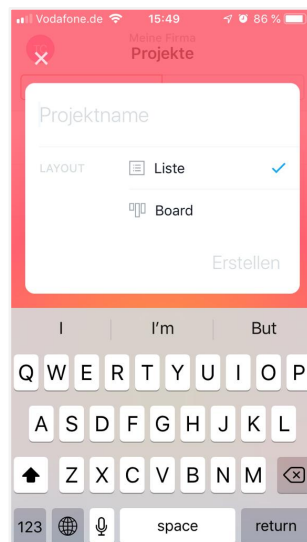 Vodafone.de 15:49 86 %
Meine Firma
Projekte
Projektname
LAYOUT Liste
Board
Erstellen
I I'm But
Q W E R T Y U I O P
A S D F G H J K L
Z X C V B N M
123 space return